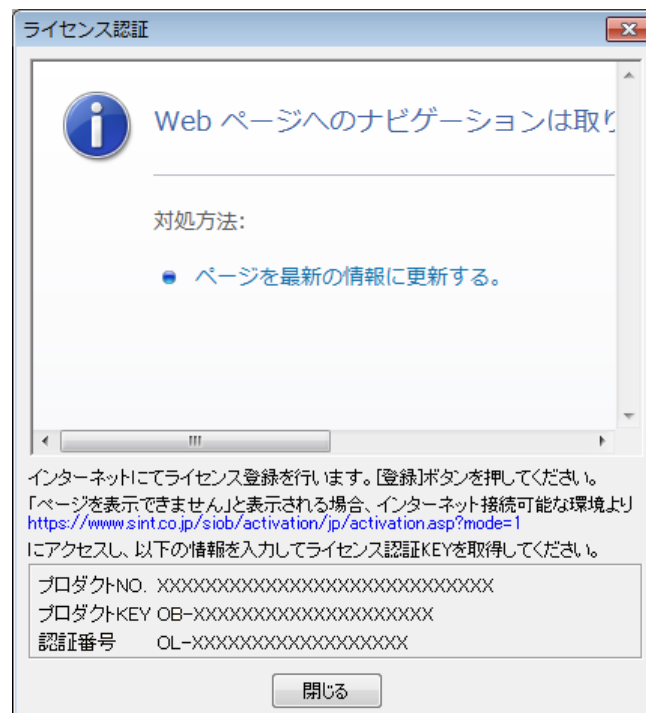 ライセンス認証
Web ページへのナビゲーションは取り
対処方法:
ページを最新の情報に更新する。
インターネットにてライセンス登録を行います。[登録]ボタンを押してください。
「ページを表示できません」と表示される場合、インターネット接続可能な環境より
https://www.sint.co.jp/siob/activation/jp/activation.asp?mode=1
にアクセスし、以下の情報を入力してライセンス認証KEYを取得してください。
プロダクトNO. XXXXXXXXXXXXXXXXXXXXXXXXXXXX
プロダクトKEY OB-XXXXXXXXXXXXXXXXXXXX
認証番号 OL-XXXXXXXXXXXXXXXXXX
閉じる